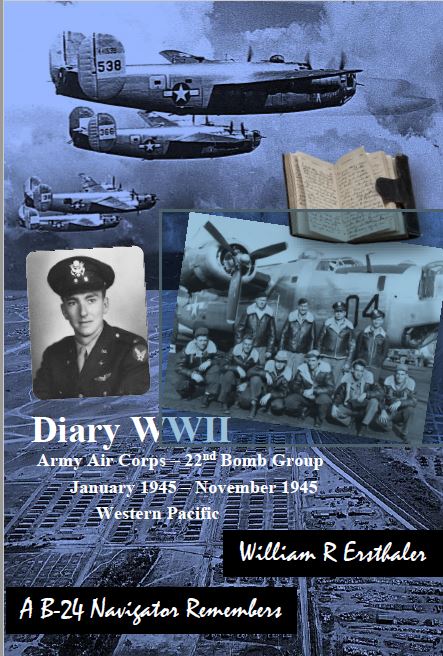 538
366
04
Diary WWII
Army Air Corps – 22nd Bomb Group
January 1945 – November 1945
Western Pacific
William R Ersthaler
A B-24 Navigator Remembers